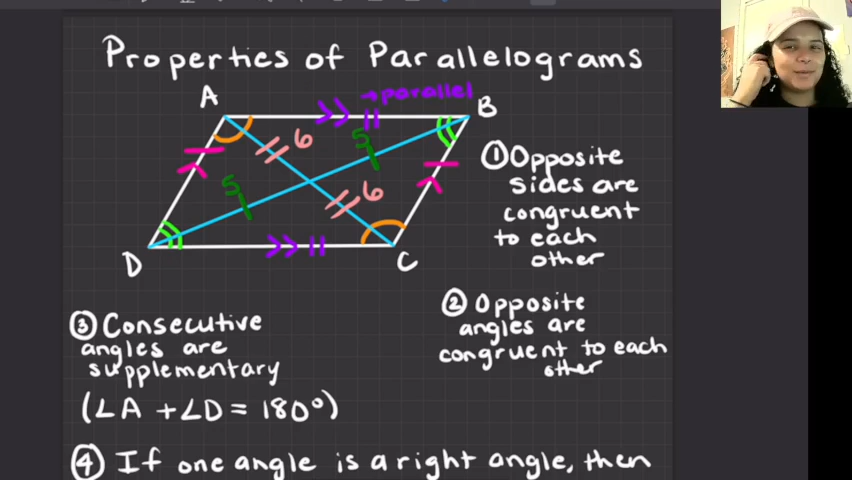 Properties of Parallelograms
A
→parallel
B
6
5
5
6
D
C
① Opposite
sides are
congruent
to each
other
② Opposite
angles are
congruent to each
other
③ Consecutive
angles are
supplementary
(∠A + ∠D = 180°)
④ If one angle is a right angle, then